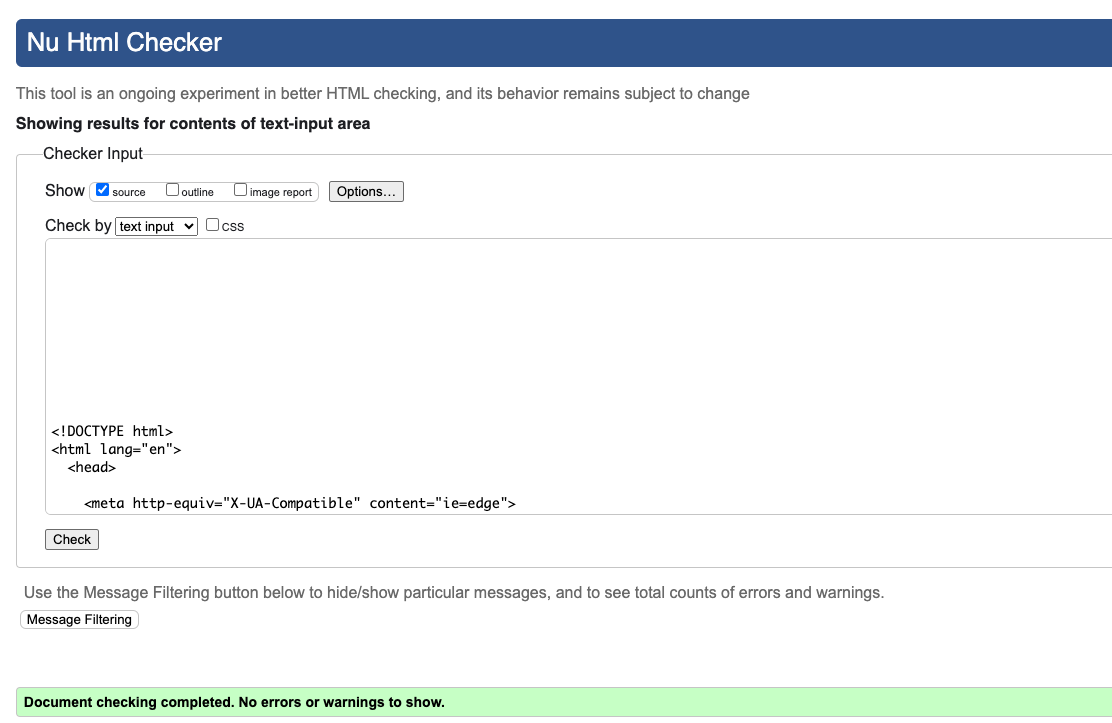 Nu Html Checker
This tool is an ongoing experiment in better HTML checking, and its behavior remains subject to change
Showing results for contents of text-input area
Checker Input
Show source outline image report Options...
Check by text input CSS
<!DOCTYPE html>
<html lang="en">
<head>
<meta http-equiv="X-UA-Compatible" content="ie=edge">
Check
Use the Message Filtering button below to hide/show particular messages, and to see total counts of errors and warnings.
Message Filtering
Document checking completed. No errors or warnings to show.